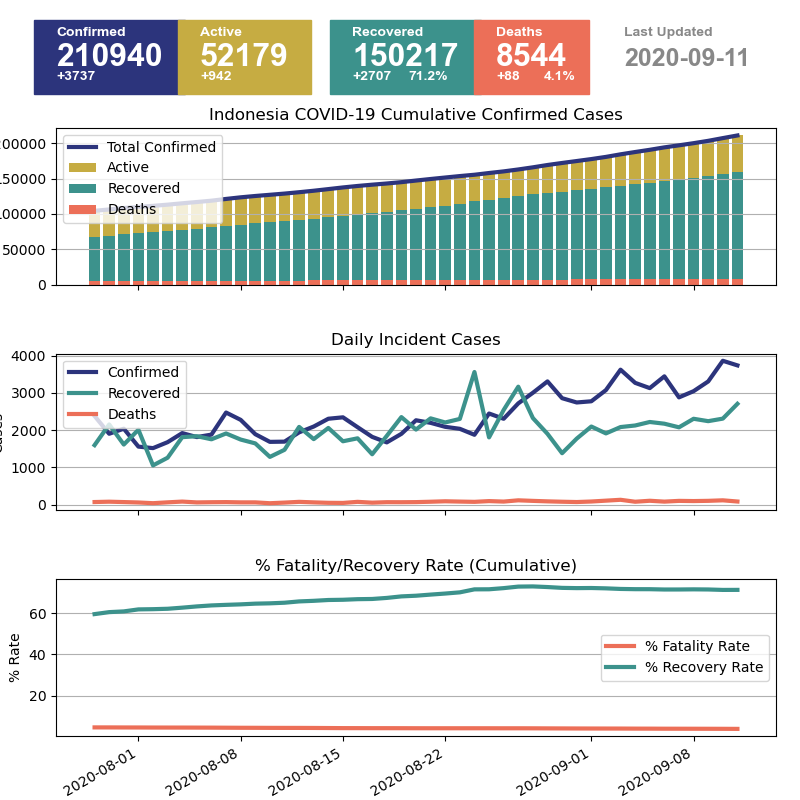 Confirmed
210940
+3737
Active
52179
+942
Recovered
150217
+2707 71.2%
Deaths
8544
+88 4.1%
Last Updated
2020-09-11
Indonesia COVID-19 Cumulative Confirmed Cases
00000
150000
100000
50000
0
Total Confirmed
Active
Recovered
Deaths
Daily Incident Cases
4000
3000
2000
1000
0
Cases
Confirmed
Recovered
Deaths
% Fatality/Recovery Rate (Cumulative)
60
40
20
% Rate
% Fatality Rate
% Recovery Rate
2020-08-01
2020-08-08
2020-08-15
2020-08-22
2020-09-01
2020-09-08